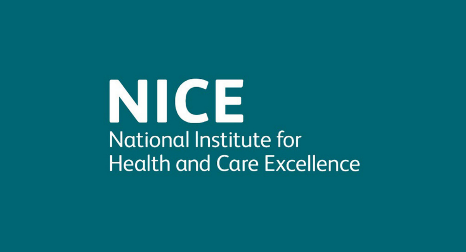 NICE
National Institute for
Health and Care Excellence